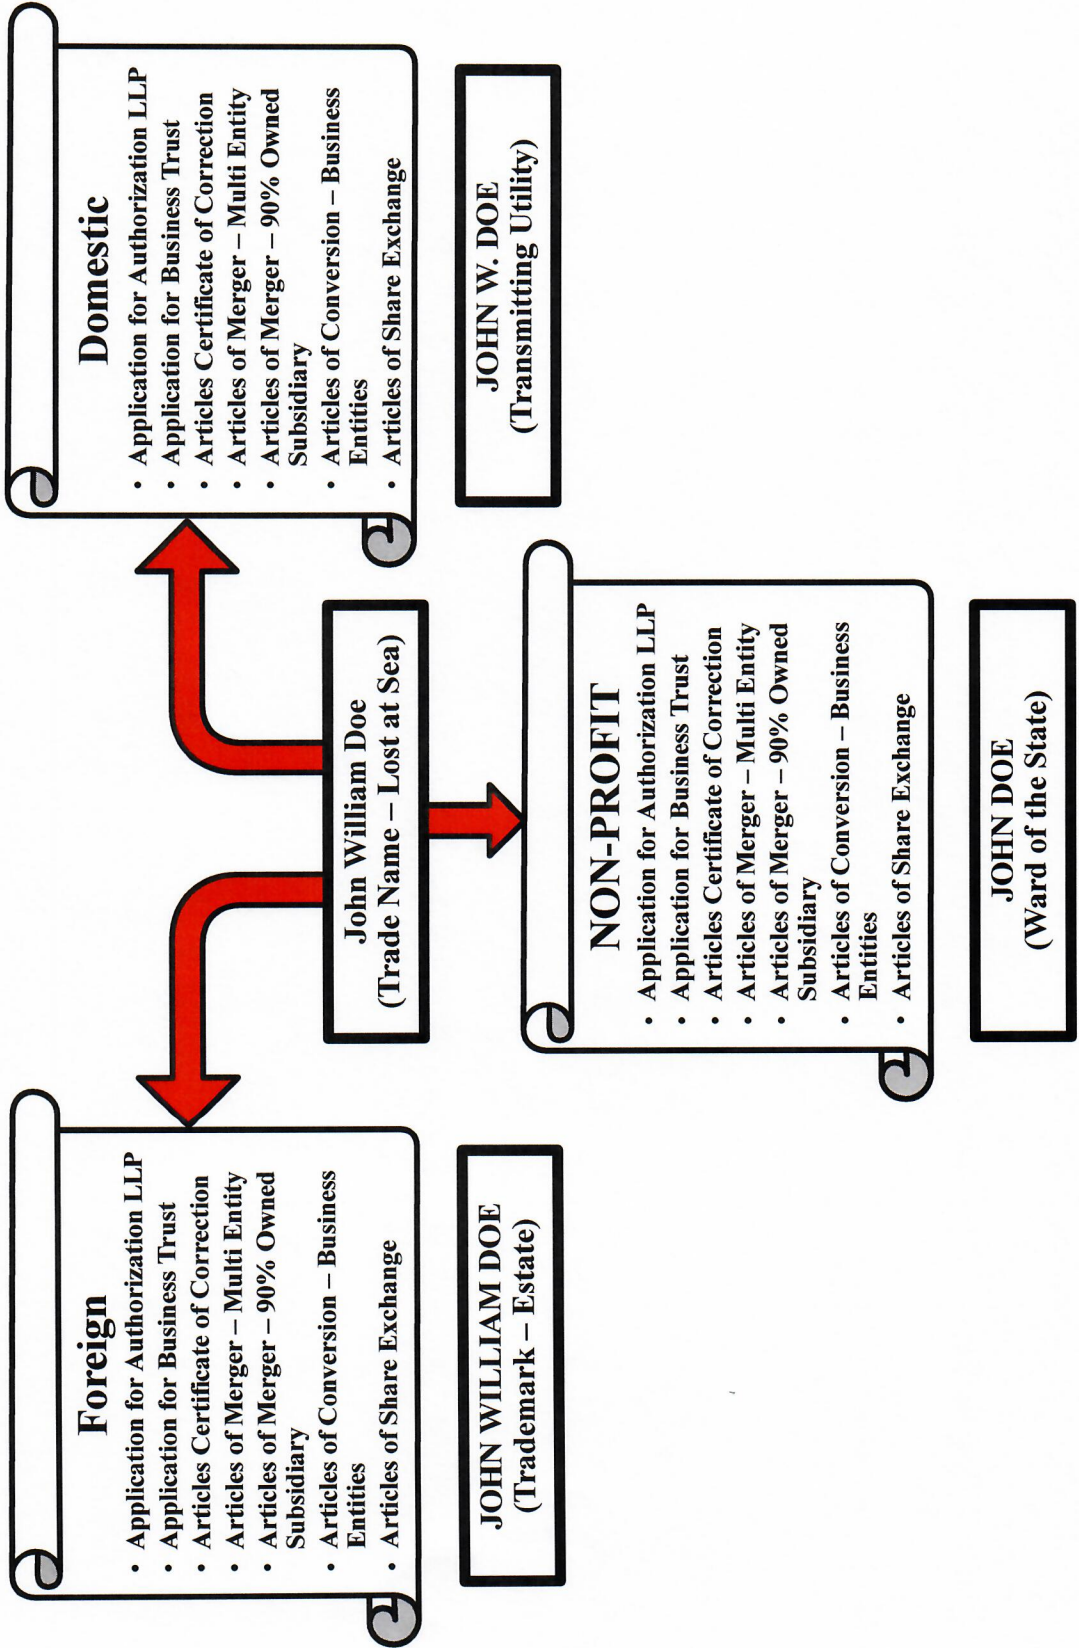 Foreign
• Application for Authorization LLP
• Application for Business Trust
• Articles Certificate of Correction
• Articles of Merger – Multi Entity
• Articles of Merger – 90% Owned
Subsidiary
• Articles of Conversion – Business
Entities
• Articles of Share Exchange
JOHN WILLIAM DOE
(Trademark – Estate)
John William Doe
(Trade Name – Lost at Sea)
NON-PROFIT
• Application for Authorization LLP
• Application for Business Trust
• Articles Certificate of Correction
• Articles of Merger – Multi Entity
• Articles of Merger – 90% Owned
Subsidiary
• Articles of Conversion – Business
Entities
• Articles of Share Exchange
JOHN DOE
(Ward of the State)
Domestic
• Application for Authorization LLP
• Application for Business Trust
• Articles Certificate of Correction
• Articles of Merger – Multi Entity
• Articles of Merger – 90% Owned
Subsidiary
• Articles of Conversion – Business
Entities
• Articles of Share Exchange
JOHN W. DOE
(Transmitting Utility)